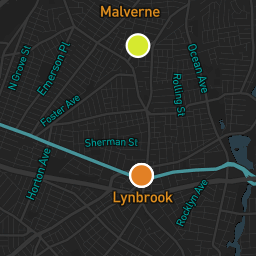 Malverne
N Grove St
Emerson Pl
Ocean Ave
Rolling St
Foster Ave
Sherman St
Horton Ave
Lynbrook
Rocklyn Ave